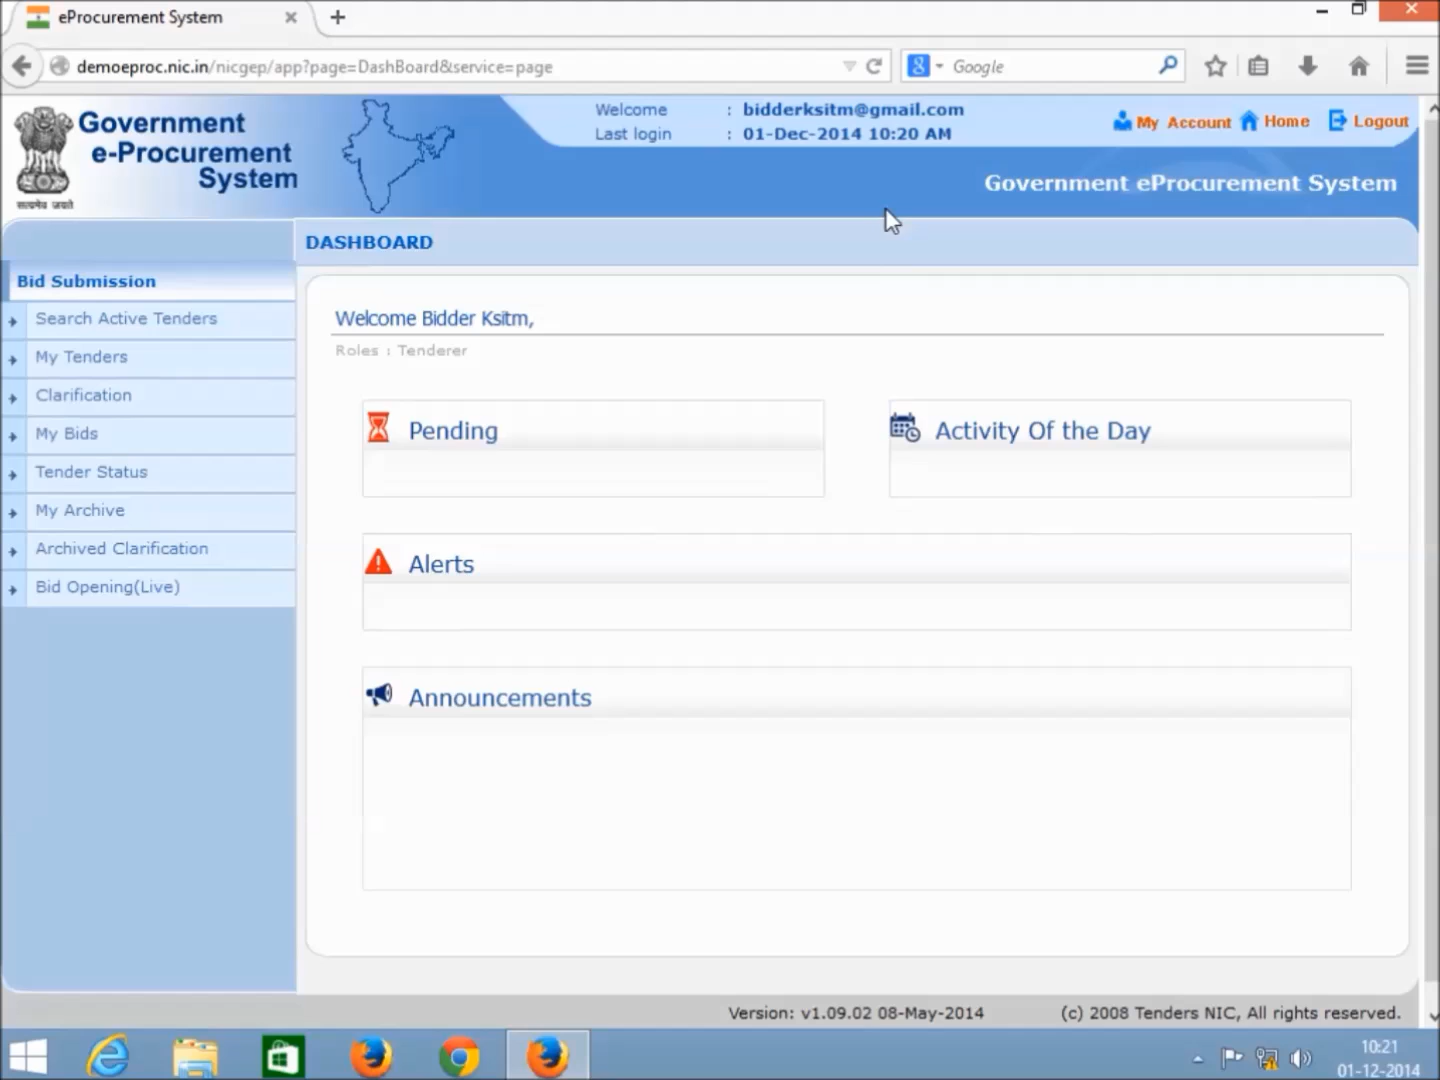 eProcurement System
demoeproc.nic.in/nicgep/app?page=DashBoard&service=page
Google
Government
e-Procurement
System
सत्यमेव जयते
Welcome : bidderksitm@gmail.com
Last login : 01-Dec-2014 10:20 AM
My Account Home Logout
Government eProcurement System
DASHBOARD
Bid Submission
Search Active Tenders
My Tenders
Clarification
My Bids
Tender Status
My Archive
Archived Clarification
Bid Opening(Live)
Welcome Bidder Ksitm,
Roles : Tenderer
Pending
Activity Of the Day
Alerts
Announcements
Version: v1.09.02 08-May-2014
(c) 2008 Tenders NIC, All rights reserved.
10:21
01-12-2014